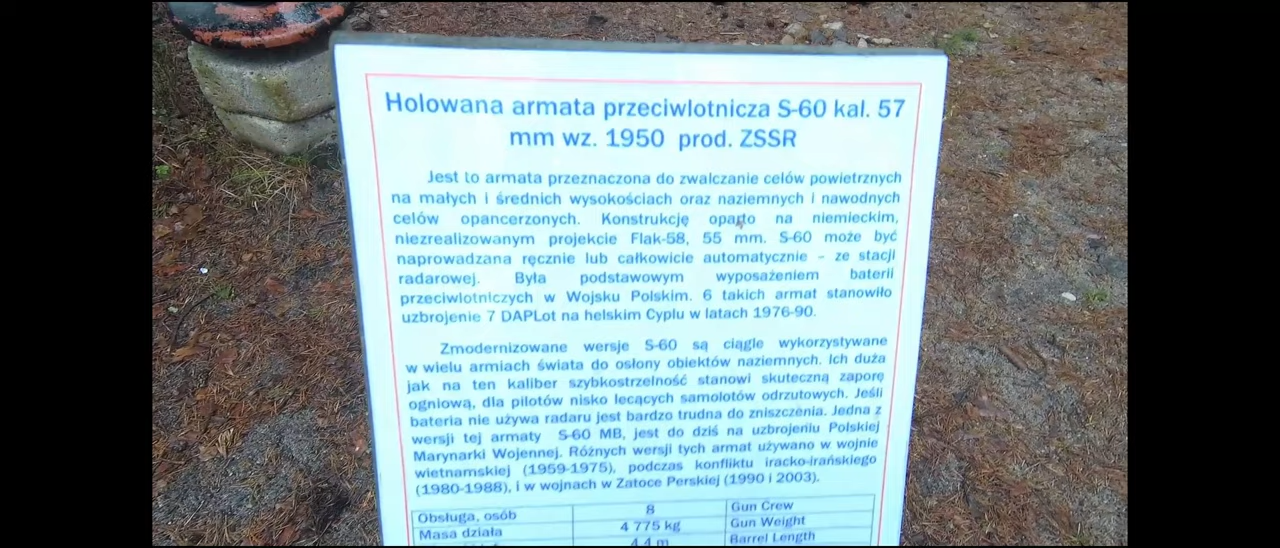 Holowana armata przeciwlotnicza S-60 kal. 57
mm wz. 1950 prod. ZSSR
Jest to armata przeznaczona do zwalczanie celów powietrznych
na małych i średnich wysokościach oraz naziemnych i nawodnych
celów opancerzonych. Konstrukcję oparto na niemieckim,
niezrealizowanym projekcie Flak-58, 55 mm. S-60 może być
naprowadzana ręcznie lub całkowicie automatycznie – ze stacji
radarowej. Była podstawowym wyposażeniem baterii
przeciwlotniczych w Wojsku Polskim. 6 takich armat stanowiło
uzbrojenie 7 DAPLot na helskim Cyplu w latach 1976-90.
Zmodernizowane wersje S-60 są ciągle wykorzystywane
w wielu armiach świata do osłony obiektów naziemnych. Ich duża
jak na ten kaliber szybkostrzelność stanowi skuteczną zaporę
ogniową, dla pilotów nisko lecących samolotów odrzutowych. Jeśli
bateria nie używa radaru jest bardzo trudna do zniszczenia. Jedna z
wersji tej armaty S-60 MB, jest do dziś na uzbrojeniu Polskiej
Marynarki Wojennej. Różnych wersji tych armat używano w wojnie
wietnamskiej (1959-1975), podczas konfliktu iracko-irańskiego
(1980-1988), i w wojnach w Zatoce Perskiej (1990 i 2003).
Obsługa, osób 8 Gun Crew
Masa działa 4 775 kg Gun Weight
4,4 m Barrel Length